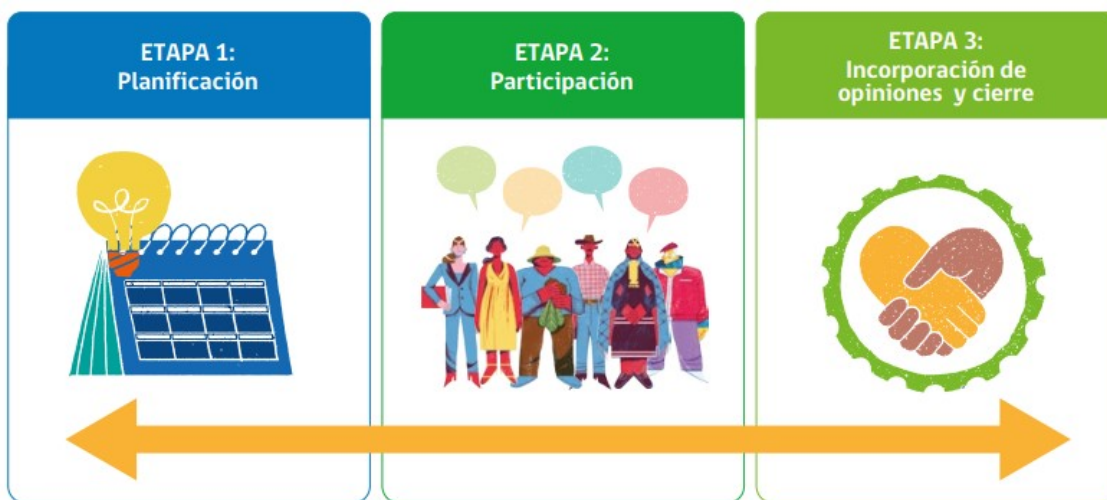 ETAPA 1:
Planificación
ETAPA 2:
Participación
ETAPA 3:
Incorporación de
opiniones y cierre